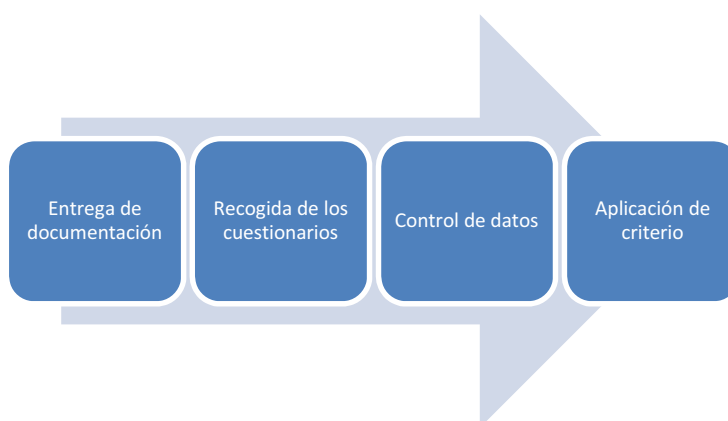 Entrega de
documentación
Recogida de los
cuestionarios
Control de datos
Aplicación de
criterio